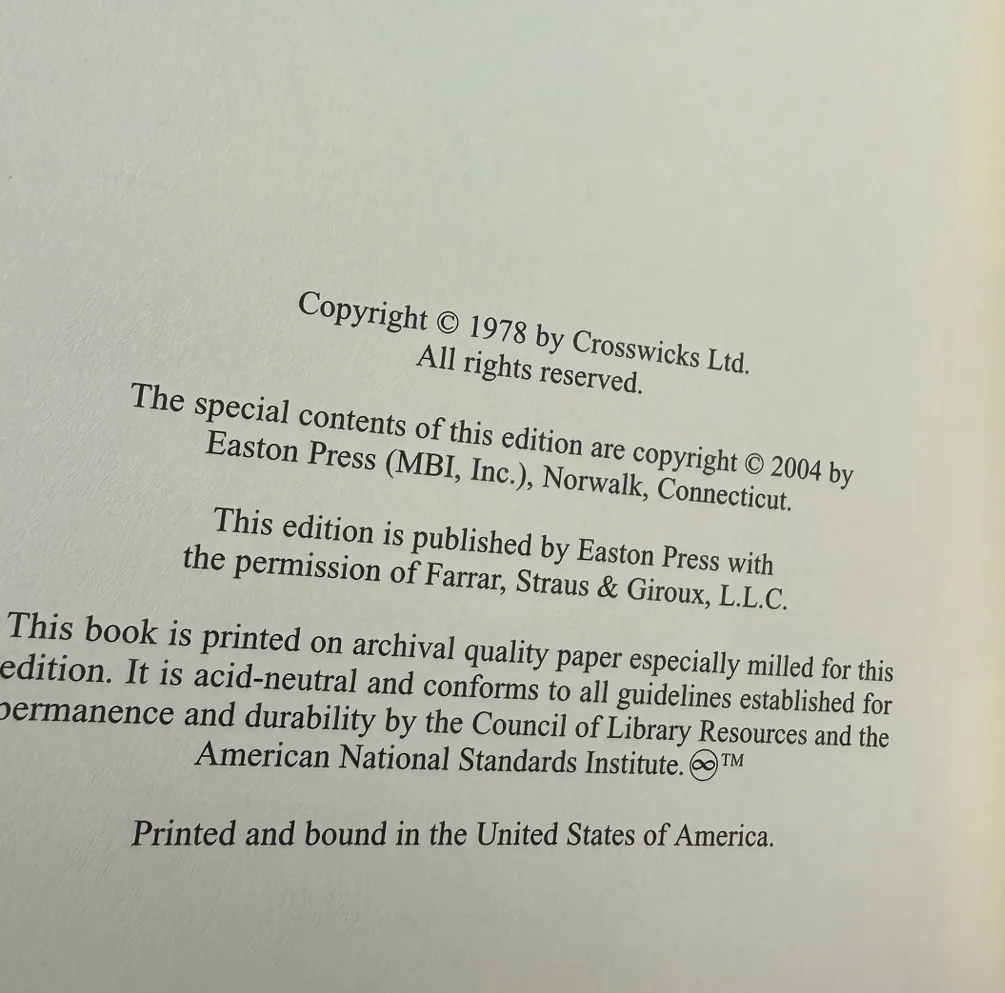 Copyright © 1978 by Crosswicks Ltd.
All rights reserved.
The special contents of this edition are copyright © 2004 by
Easton Press (MBI, Inc.), Norwalk, Connecticut.
This edition is published by Easton Press with
the permission of Farrar, Straus & Giroux, L.L.C.
This book is printed on archival quality paper especially milled for this
edition. It is acid-neutral and conforms to all guidelines established for
permanence and durability by the Council of Library Resources and the
American National Standards Institute. ♾™
Printed and bound in the United States of America.